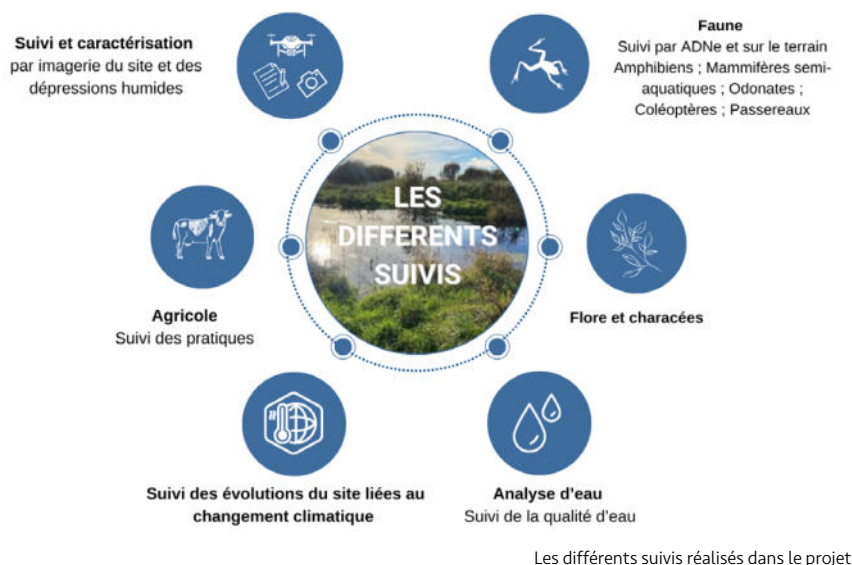 Suivi et caractérisation
par imagerie du site et des
dépressions humides
Faune
Suivi par ADNe et sur le terrain
Amphibiens ; Mammifères semi-
aquatiques ; Odonates ;
Coléoptères ; Passereaux
LES
DIFFERENTS
SUIVIS
Agricole
Suivi des pratiques
Flore et characées
Suivi des évolutions du site liées au
changement climatique
Analyse d'eau
Suivi de la qualité d'eau
Les différents suivis réalisés dans le projet